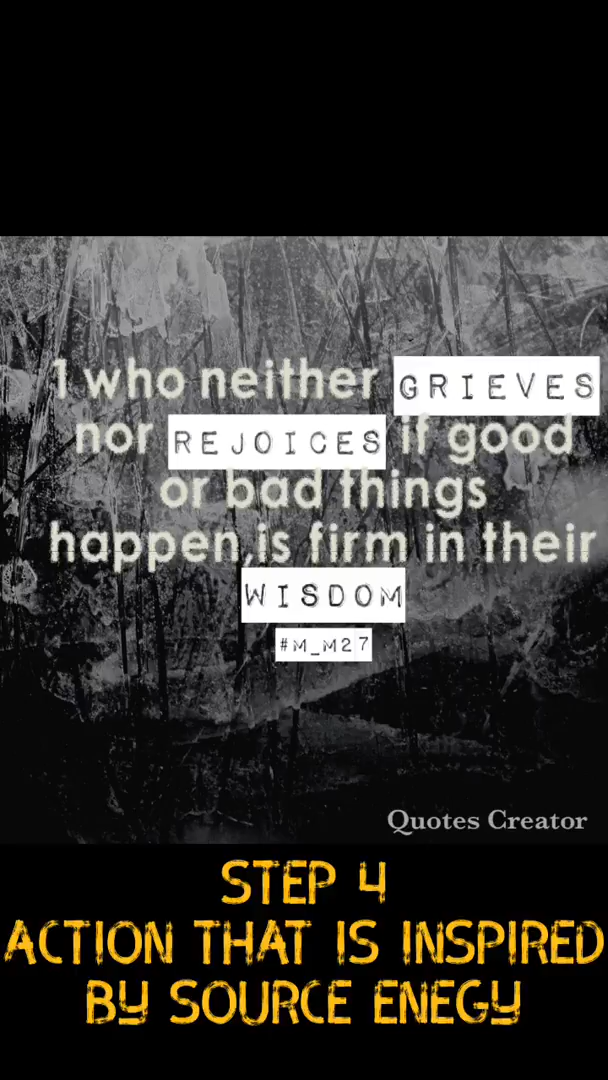 1 who neither GRIEVES
nor REJOICES if good
or bad things
happen,is firm in their
WISDOM
#M_M27
Quotes Creator
STEP 4
ACTION THAT IS INSPIRED
BY SOURCE ENEGY